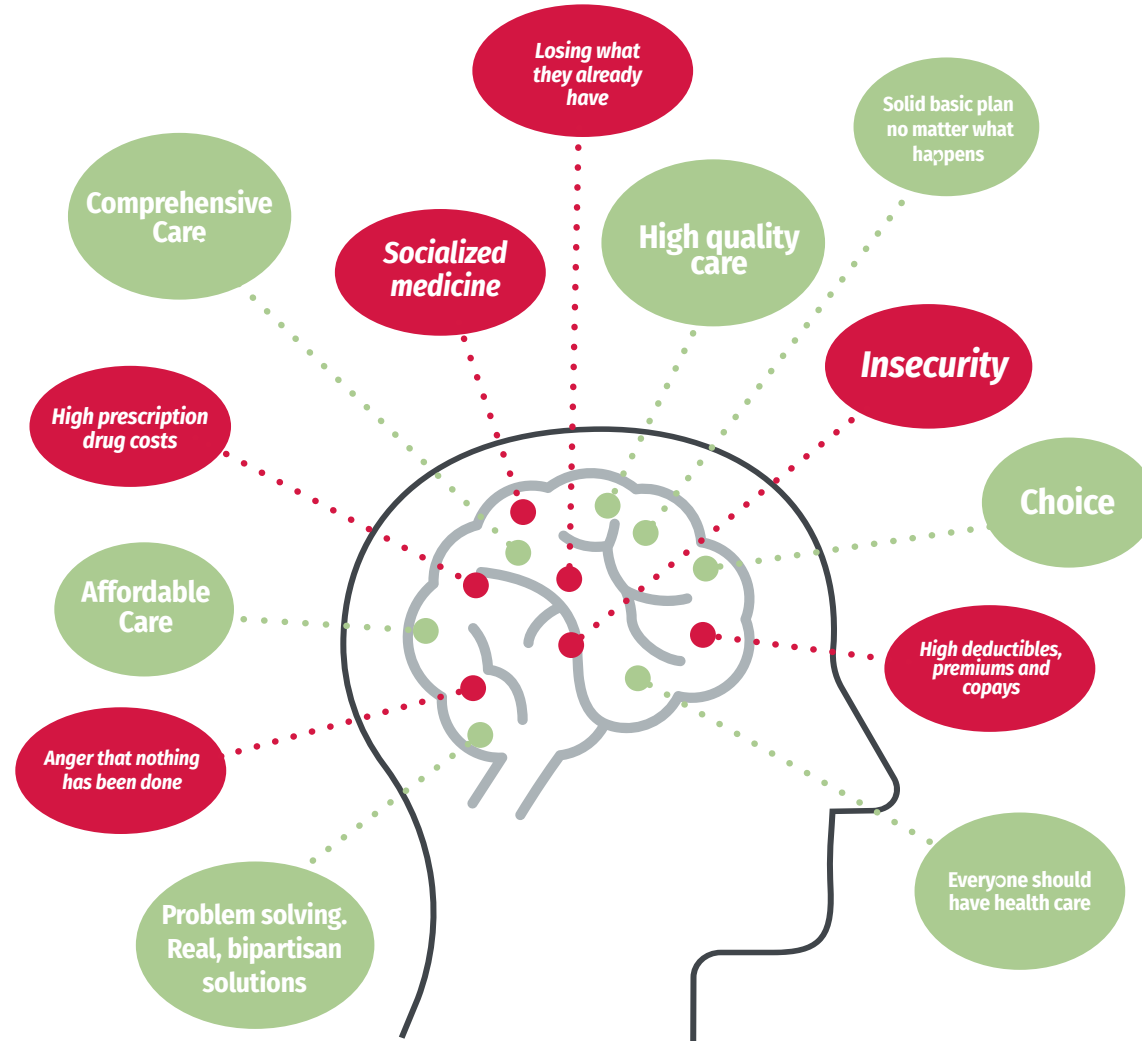 Losing what
they already
have
Solid basic plan
no matter what
happens
Comprehensive
Care
High quality
care
Socialized
medicine
Insecurity
High prescription
drug costs
Choice
Affordable
Care
High deductibles,
premiums and
copays
Anger that nothing
has been done
Everyone should
have health care
Problem solving.
Real, bipartisan
solutions